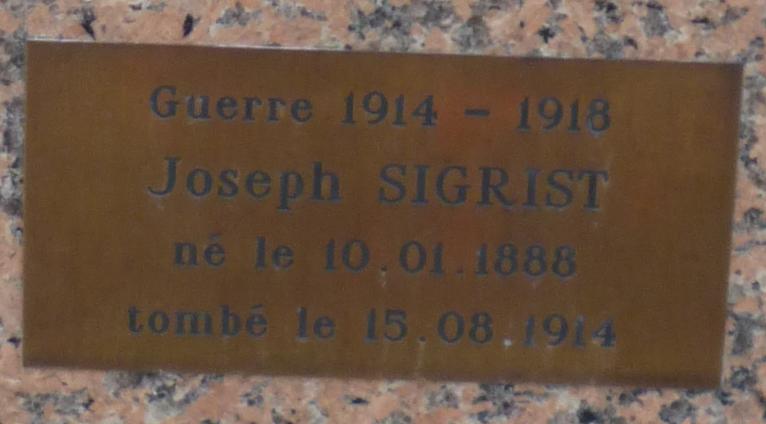 Guerre 1914 - 1918
Joseph SIGRIST
né le 10.01.1888
tombé le 15.08.1914